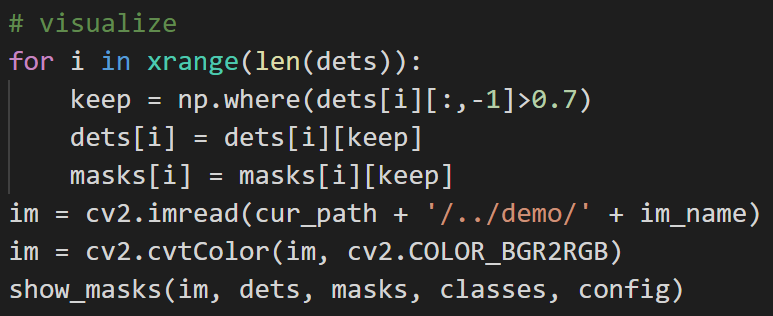 # visualize
for i in xrange(len(dets)):
    keep = np.where(dets[i][:,-1]>0.7)
    dets[i] = dets[i][keep]
    masks[i] = masks[i][keep]
im = cv2.imread(cur_path + '/../demo/' + im_name)
im = cv2.cvtColor(im, cv2.COLOR_BGR2RGB)
show_masks(im, dets, masks, classes, config)